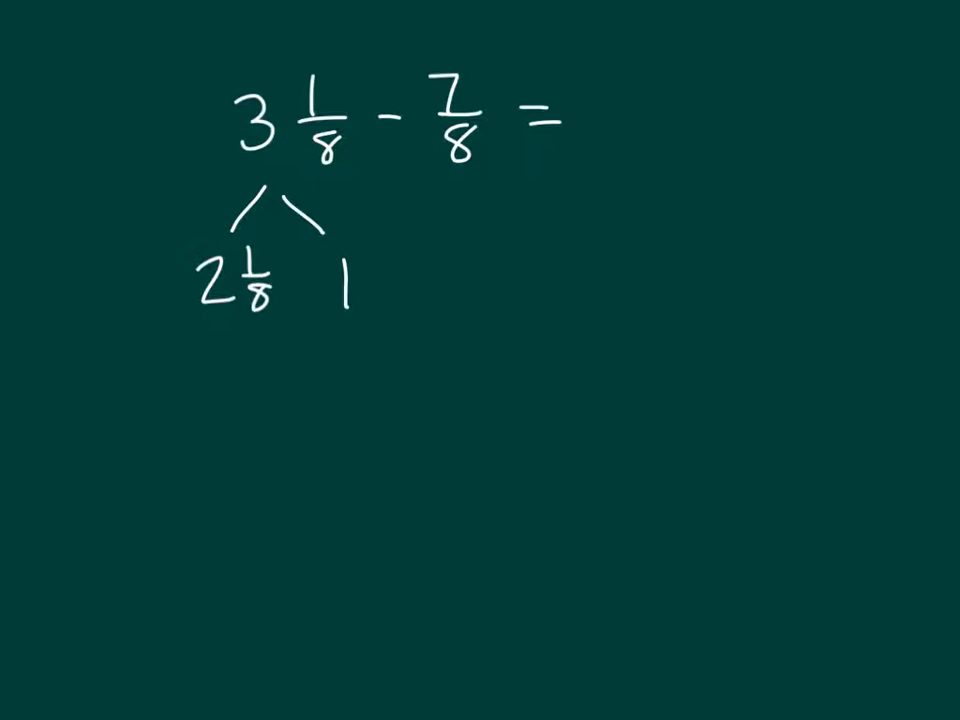 3 1/8 - 7/8 =
2 1/8 1